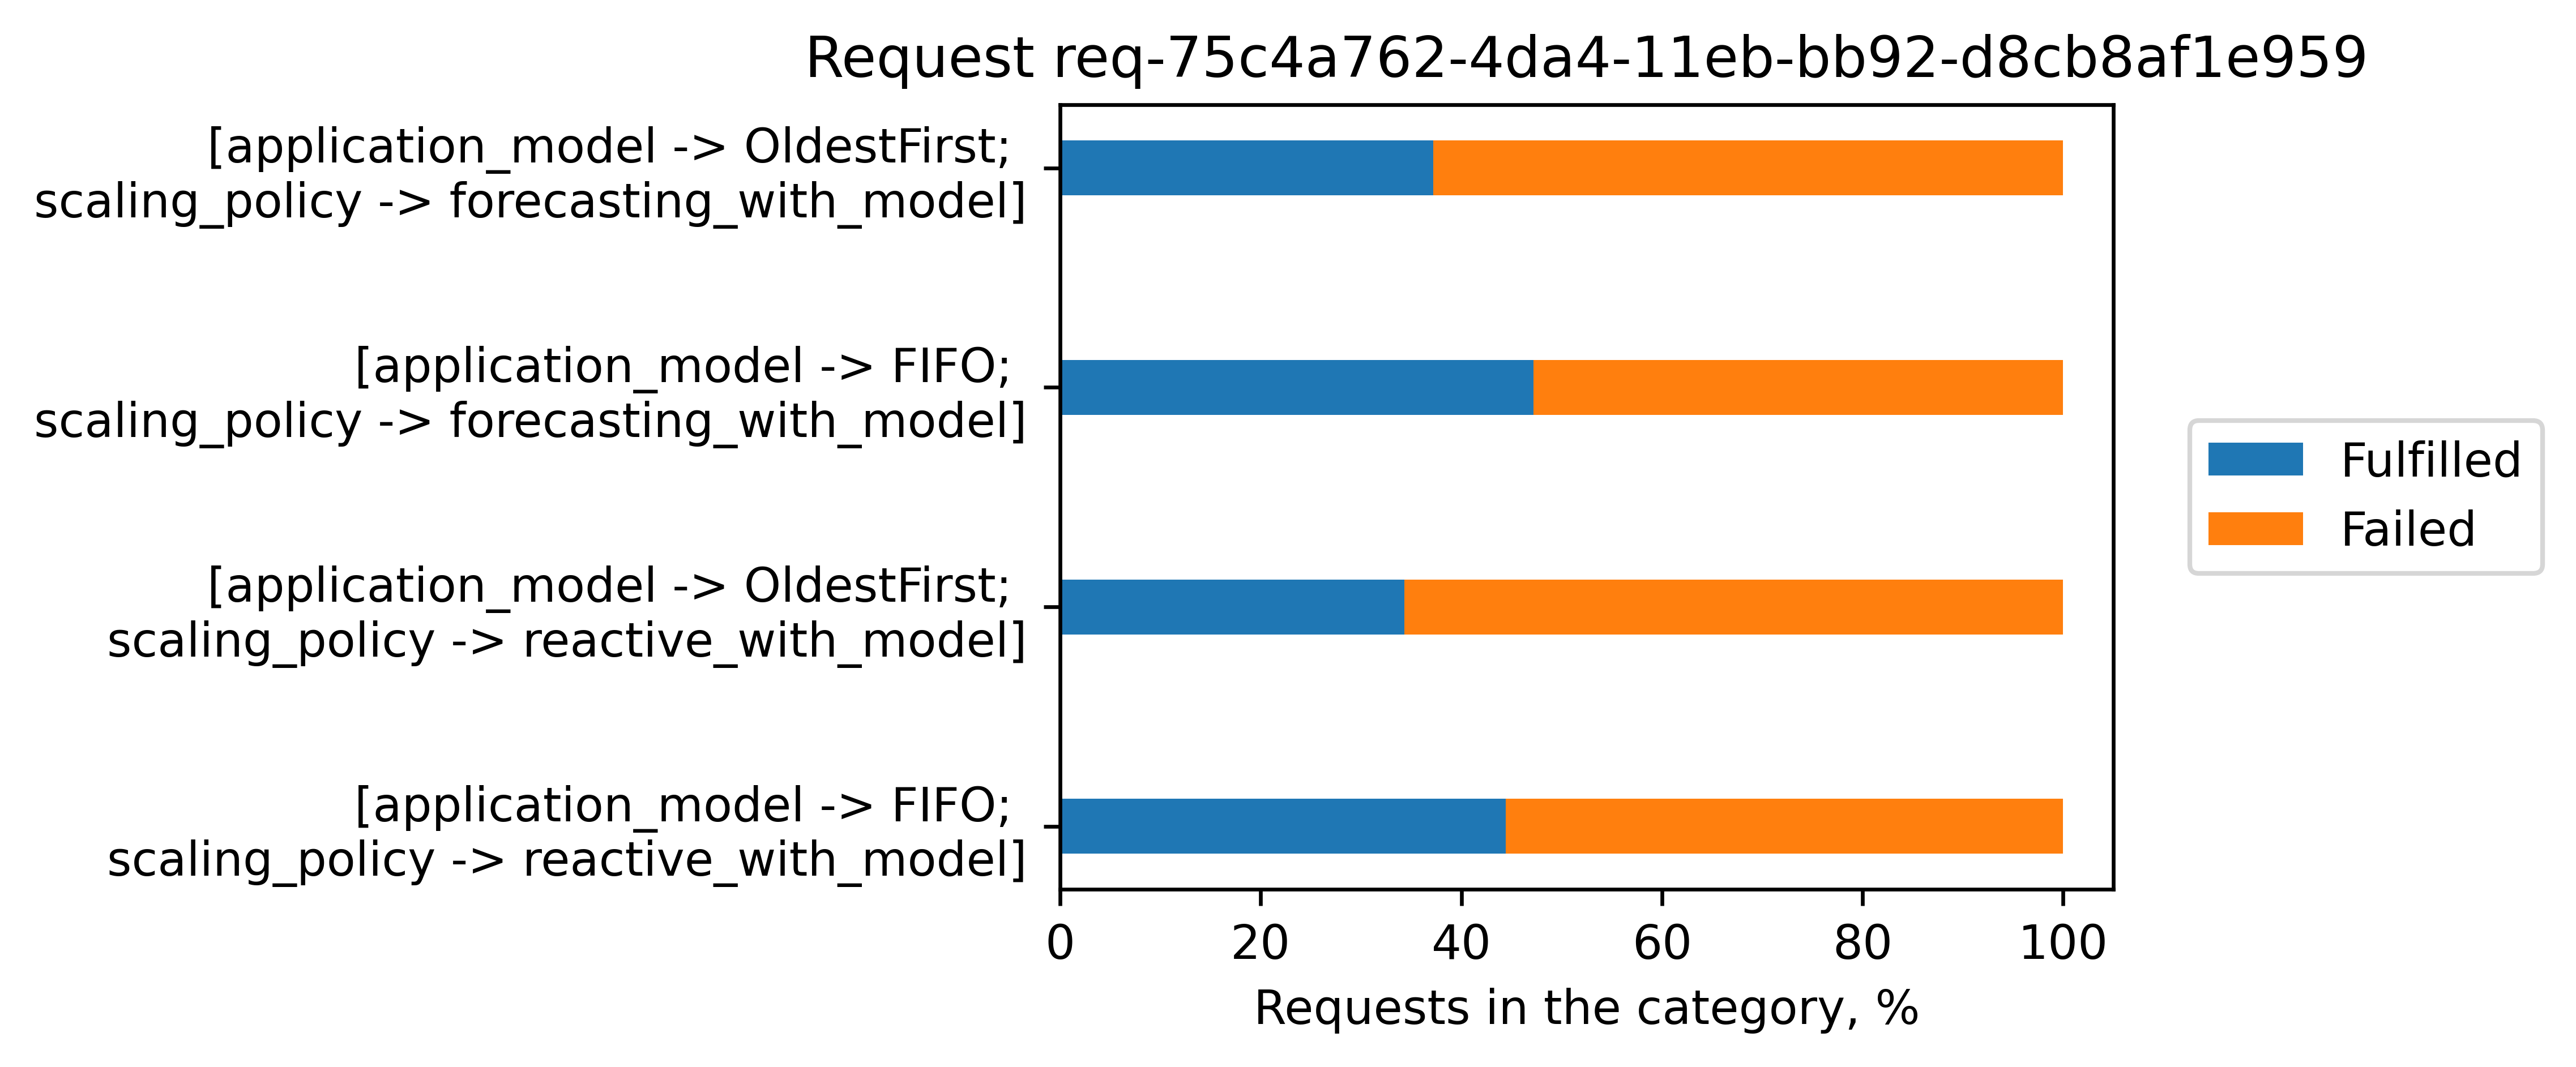 Request req-75c4a762-4da4-11eb-bb92-d8cb8af1e959
[application_model -> OldestFirst;
scaling_policy -> forecasting_with_model]
[application_model -> FIFO;
scaling_policy -> forecasting_with_model]
[application_model -> OldestFirst;
scaling_policy -> reactive_with_model]
[application_model -> FIFO;
scaling_policy -> reactive_with_model]
Fulfilled
Failed
0 20 40 60 80 100
Requests in the category, %